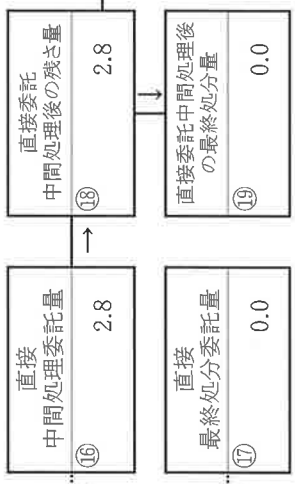 直接
中間処理委託量
⑯
2.8
直接委託
中間処理後の残さ量
⑱
2.8
直接
最終処分委託量
⑰
0.0
直接委託中間処理後
の最終処分量
⑲
0.0